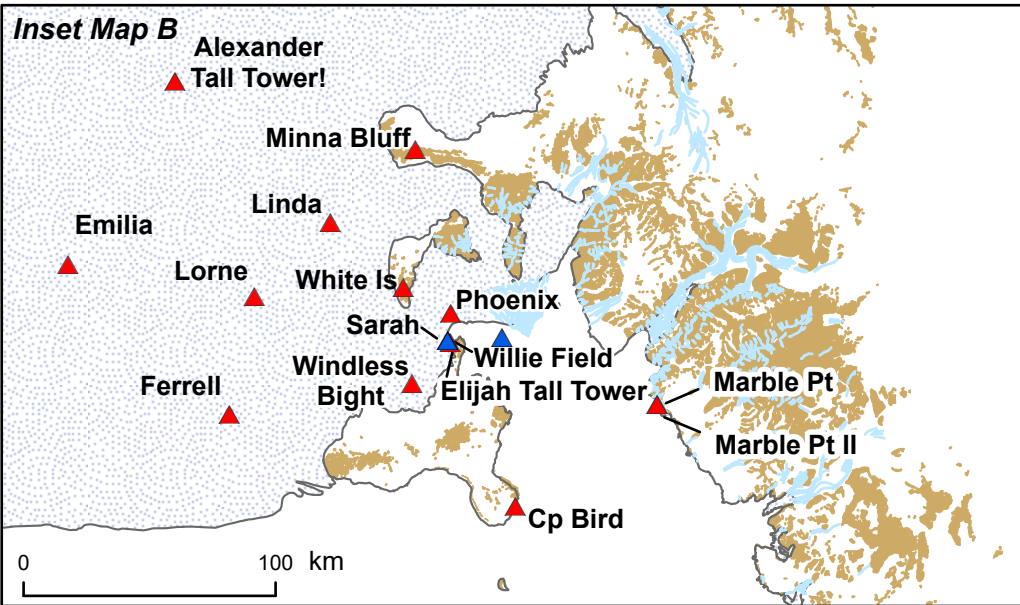 Inset Map B
Alexander
Tall Tower!
Minna Bluff
Linda
Emilia
Lorne
White Is
Phoenix
Sarah
Willie Field
Windless
Bight
Elijah Tall Tower
Ferrell
Marble Pt
Marble Pt II
Cp Bird
0 100 km